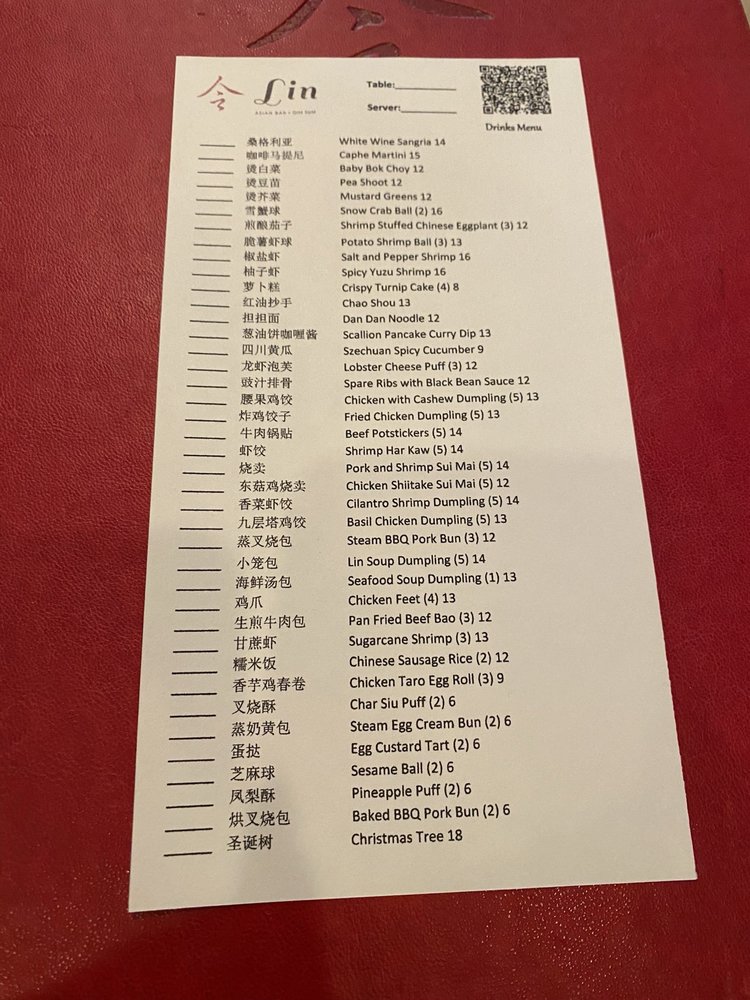 令 Lin
ASIAN BAR + DIM SUM
Table:
Server:
Drinks Menu
桑格利亚 White Wine Sangria 14
咖啡马提尼 Caphe Martini 15
烫白菜 Baby Bok Choy 12
烫豆苗 Pea Shoot 12
烫芥菜 Mustard Greens 12
雪蟹球 Snow Crab Ball (2) 16
煎酿茄子 Shrimp Stuffed Chinese Eggplant (3) 12
脆薯虾球 Potato Shrimp Ball (3) 13
椒盐虾 Salt and Pepper Shrimp 16
柚子虾 Spicy Yuzu Shrimp 16
萝卜糕 Crispy Turnip Cake (4) 8
红油抄手 Chao Shou 13
担担面 Dan Dan Noodle 12
葱油饼咖喱酱 Scallion Pancake Curry Dip 13
四川黄瓜 Szechuan Spicy Cucumber 9
龙虾泡芙 Lobster Cheese Puff (3) 12
豉汁排骨 Spare Ribs with Black Bean Sauce 12
腰果鸡饺 Chicken with Cashew Dumpling (5) 13
炸鸡饺子 Fried Chicken Dumpling (5) 13
牛肉锅贴 Beef Potstickers (5) 14
虾饺 Shrimp Har Kaw (5) 14
烧卖 Pork and Shrimp Sui Mai (5) 14
东菇鸡烧卖 Chicken Shiitake Sui Mai (5) 12
香菜虾饺 Cilantro Shrimp Dumpling (5) 14
九层塔鸡饺 Basil Chicken Dumpling (5) 13
蒸叉烧包 Steam BBQ Pork Bun (3) 12
小笼包 Lin Soup Dumpling (5) 14
海鲜汤包 Seafood Soup Dumpling (1) 13
鸡爪 Chicken Feet (4) 13
生煎牛肉包 Pan Fried Beef Bao (3) 12
甘蔗虾 Sugarcane Shrimp (3) 13
糯米饭 Chinese Sausage Rice (2) 12
香芋鸡春卷 Chicken Taro Egg Roll (3) 9
叉烧酥 Char Siu Puff (2) 6
蒸奶黄包 Steam Egg Cream Bun (2) 6
蛋挞 Egg Custard Tart (2) 6
芝麻球 Sesame Ball (2) 6
凤梨酥 Pineapple Puff (2) 6
烘叉烧包 Baked BBQ Pork Bun (2) 6
圣诞树 Christmas Tree 18